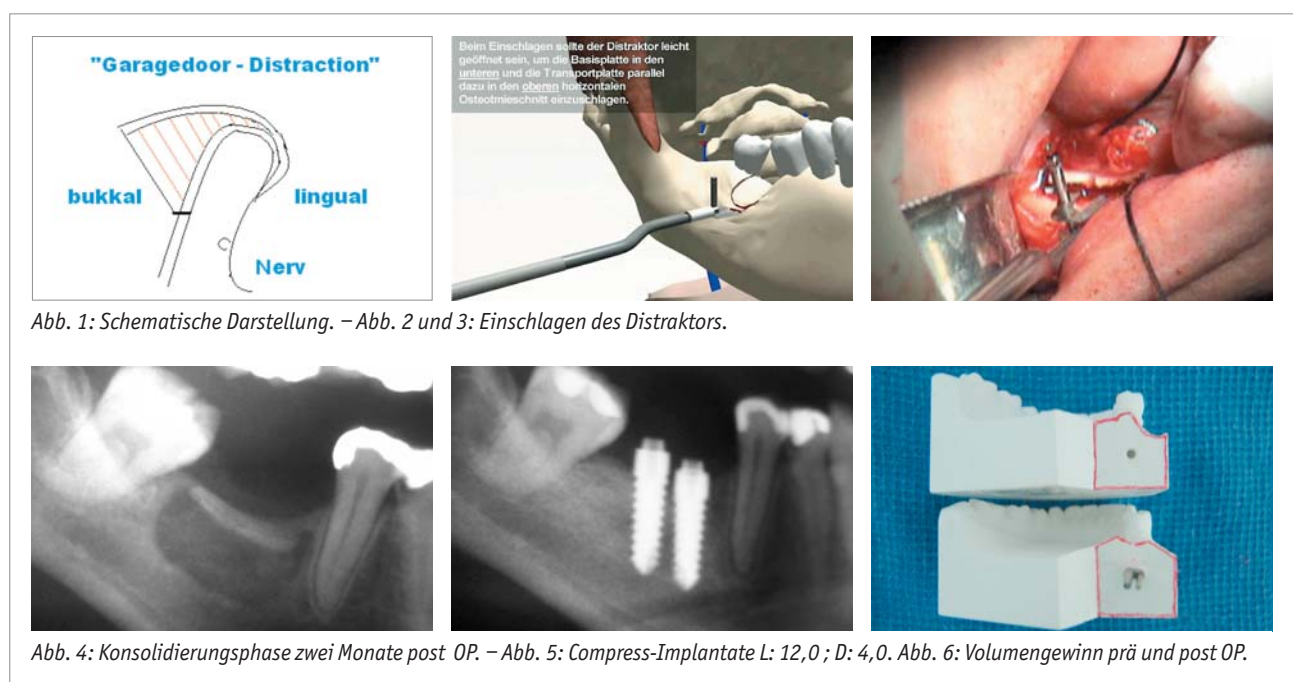 "Garagedoor - Distraction"
bukkal
lingual
Nerv
Beim Einschlagen sollte der Distraktor leicht
geöffnet sein, um die Basisplatte in den
unteren und die Transportplatte parallel
dazu in den oberen horizontalen
Osteotmieschnitt einzuschlagen.
Abb. 1: Schematische Darstellung. – Abb. 2 und 3: Einschlagen des Distraktors.
Abb. 4: Konsolidierungsphase zwei Monate post OP. – Abb. 5: Compress-Implantate L: 12,0 ; D: 4,0. Abb. 6: Volumengewinn prä und post OP.